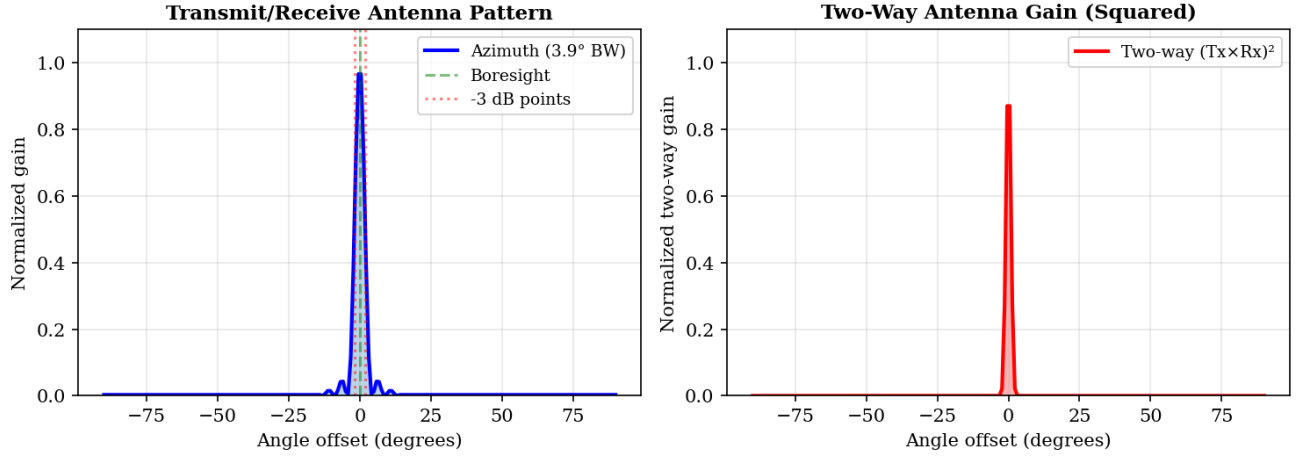 Transmit/Receive Antenna Pattern
Normalized gain
1.0
0.8
0.6
0.4
0.2
0.0
Azimuth (3.9° BW)
Boresight
-3 dB points
−75 −50 −25 0 25 50 75
Angle offset (degrees)
Two-Way Antenna Gain (Squared)
Normalized two-way gain
1.0
0.8
0.6
0.4
0.2
0.0
Two-way (Tx×Rx)²
−75 −50 −25 0 25 50 75
Angle offset (degrees)